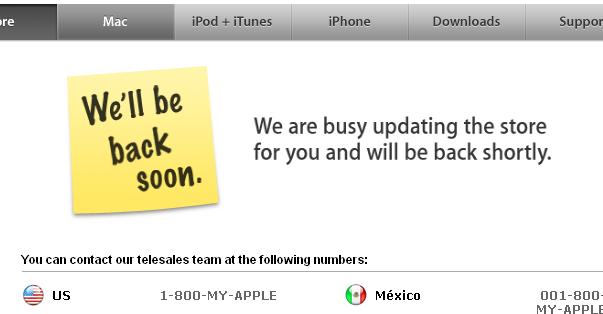 ore Mac iPod + iTunes iPhone Downloads Suppor
We'll be
back
soon.
We are busy updating the store
for you and will be back shortly.
You can contact our telesales team at the following numbers:
US 1-800-MY-APPLE México 001-800-
MY-APPLE